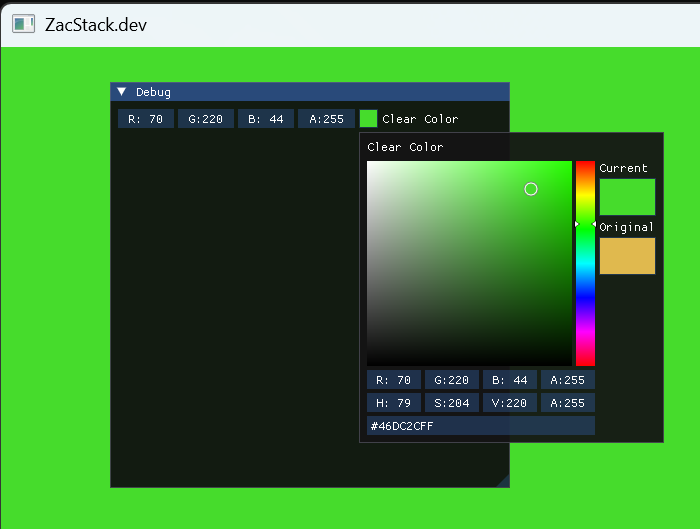 ZacStack.dev
Debug
R: 70 G:220 B: 44 A:255 Clear Color
Clear Color
Current
Original
R: 70 G:220 B: 44 A:255
H: 79 S:204 V:220 A:255
#46DC2CFF